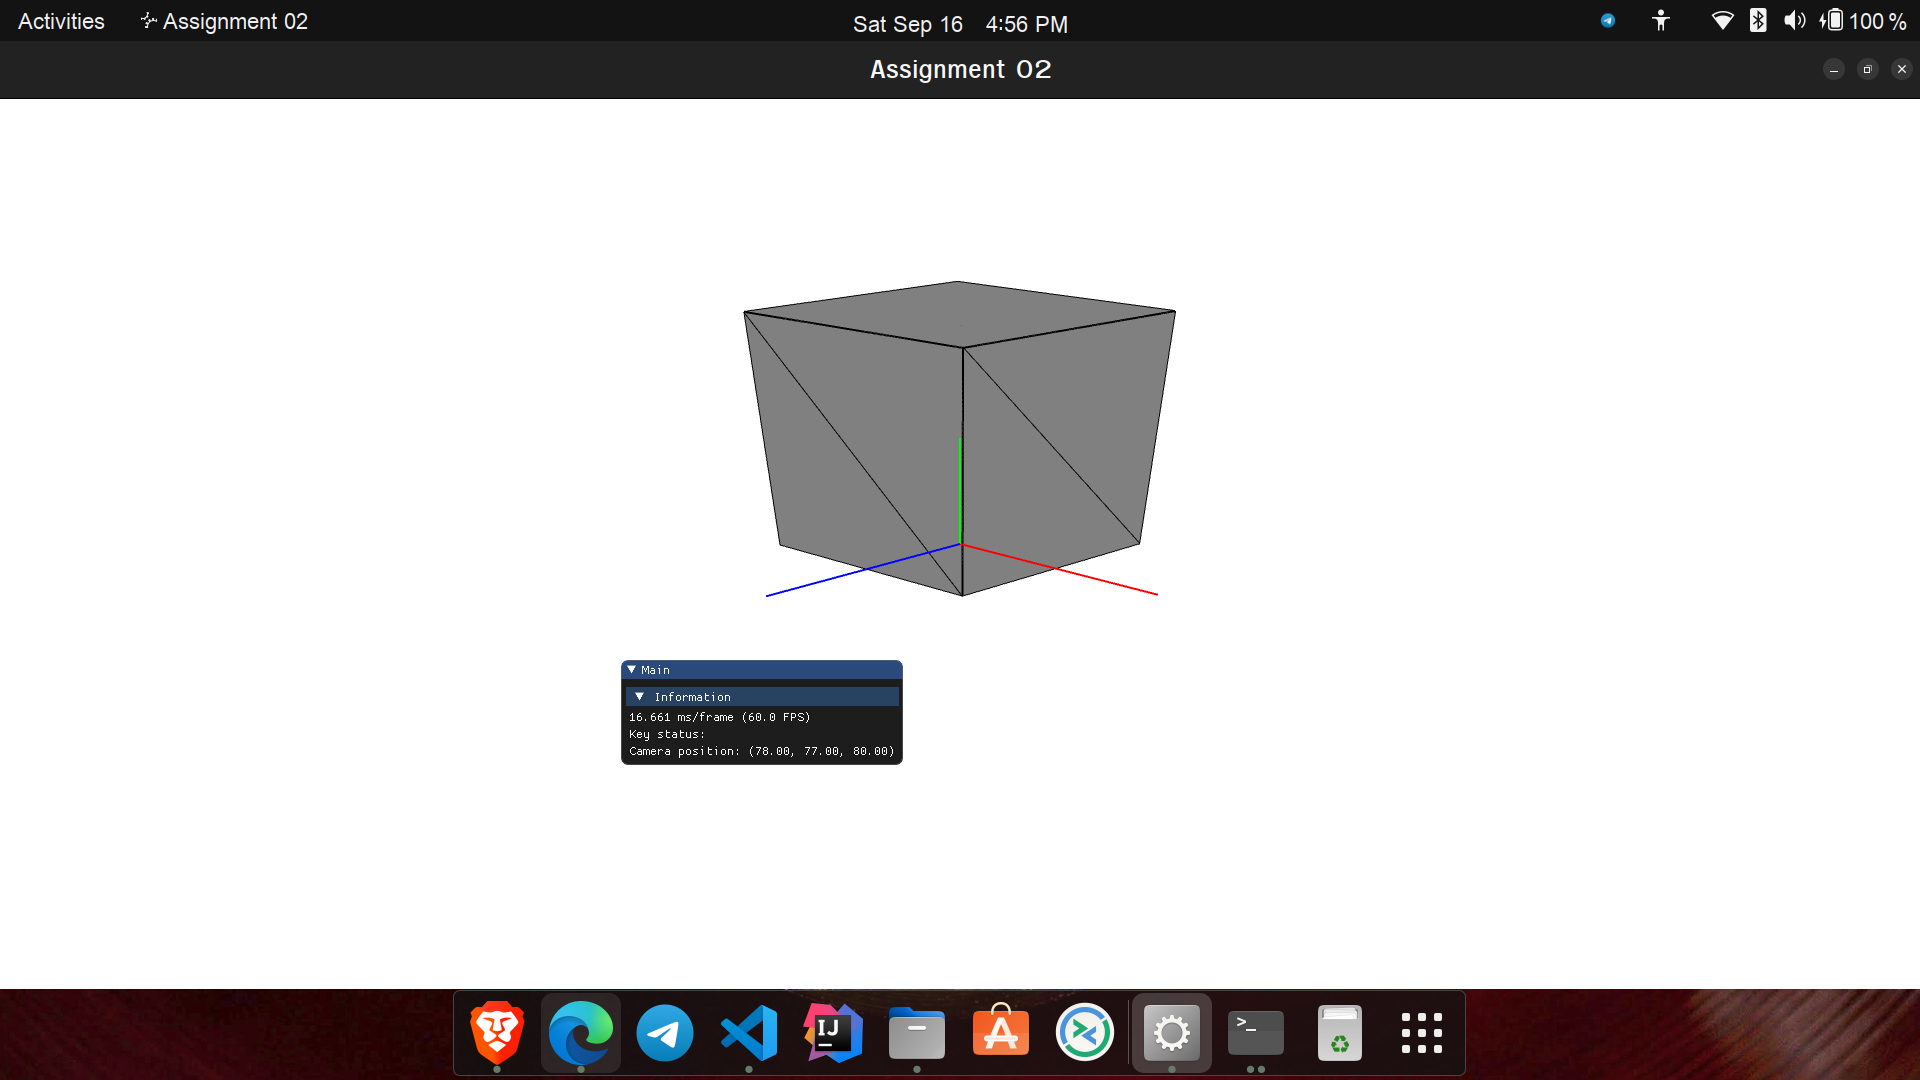 Activities
Assignment 02
Sat Sep 16 4:56 PM
100 %
Assignment 02
Main
Information
16.661 ms/frame (60.0 FPS)
Key status:
Camera position: (78.00, 77.00, 80.00)
IJ
>_